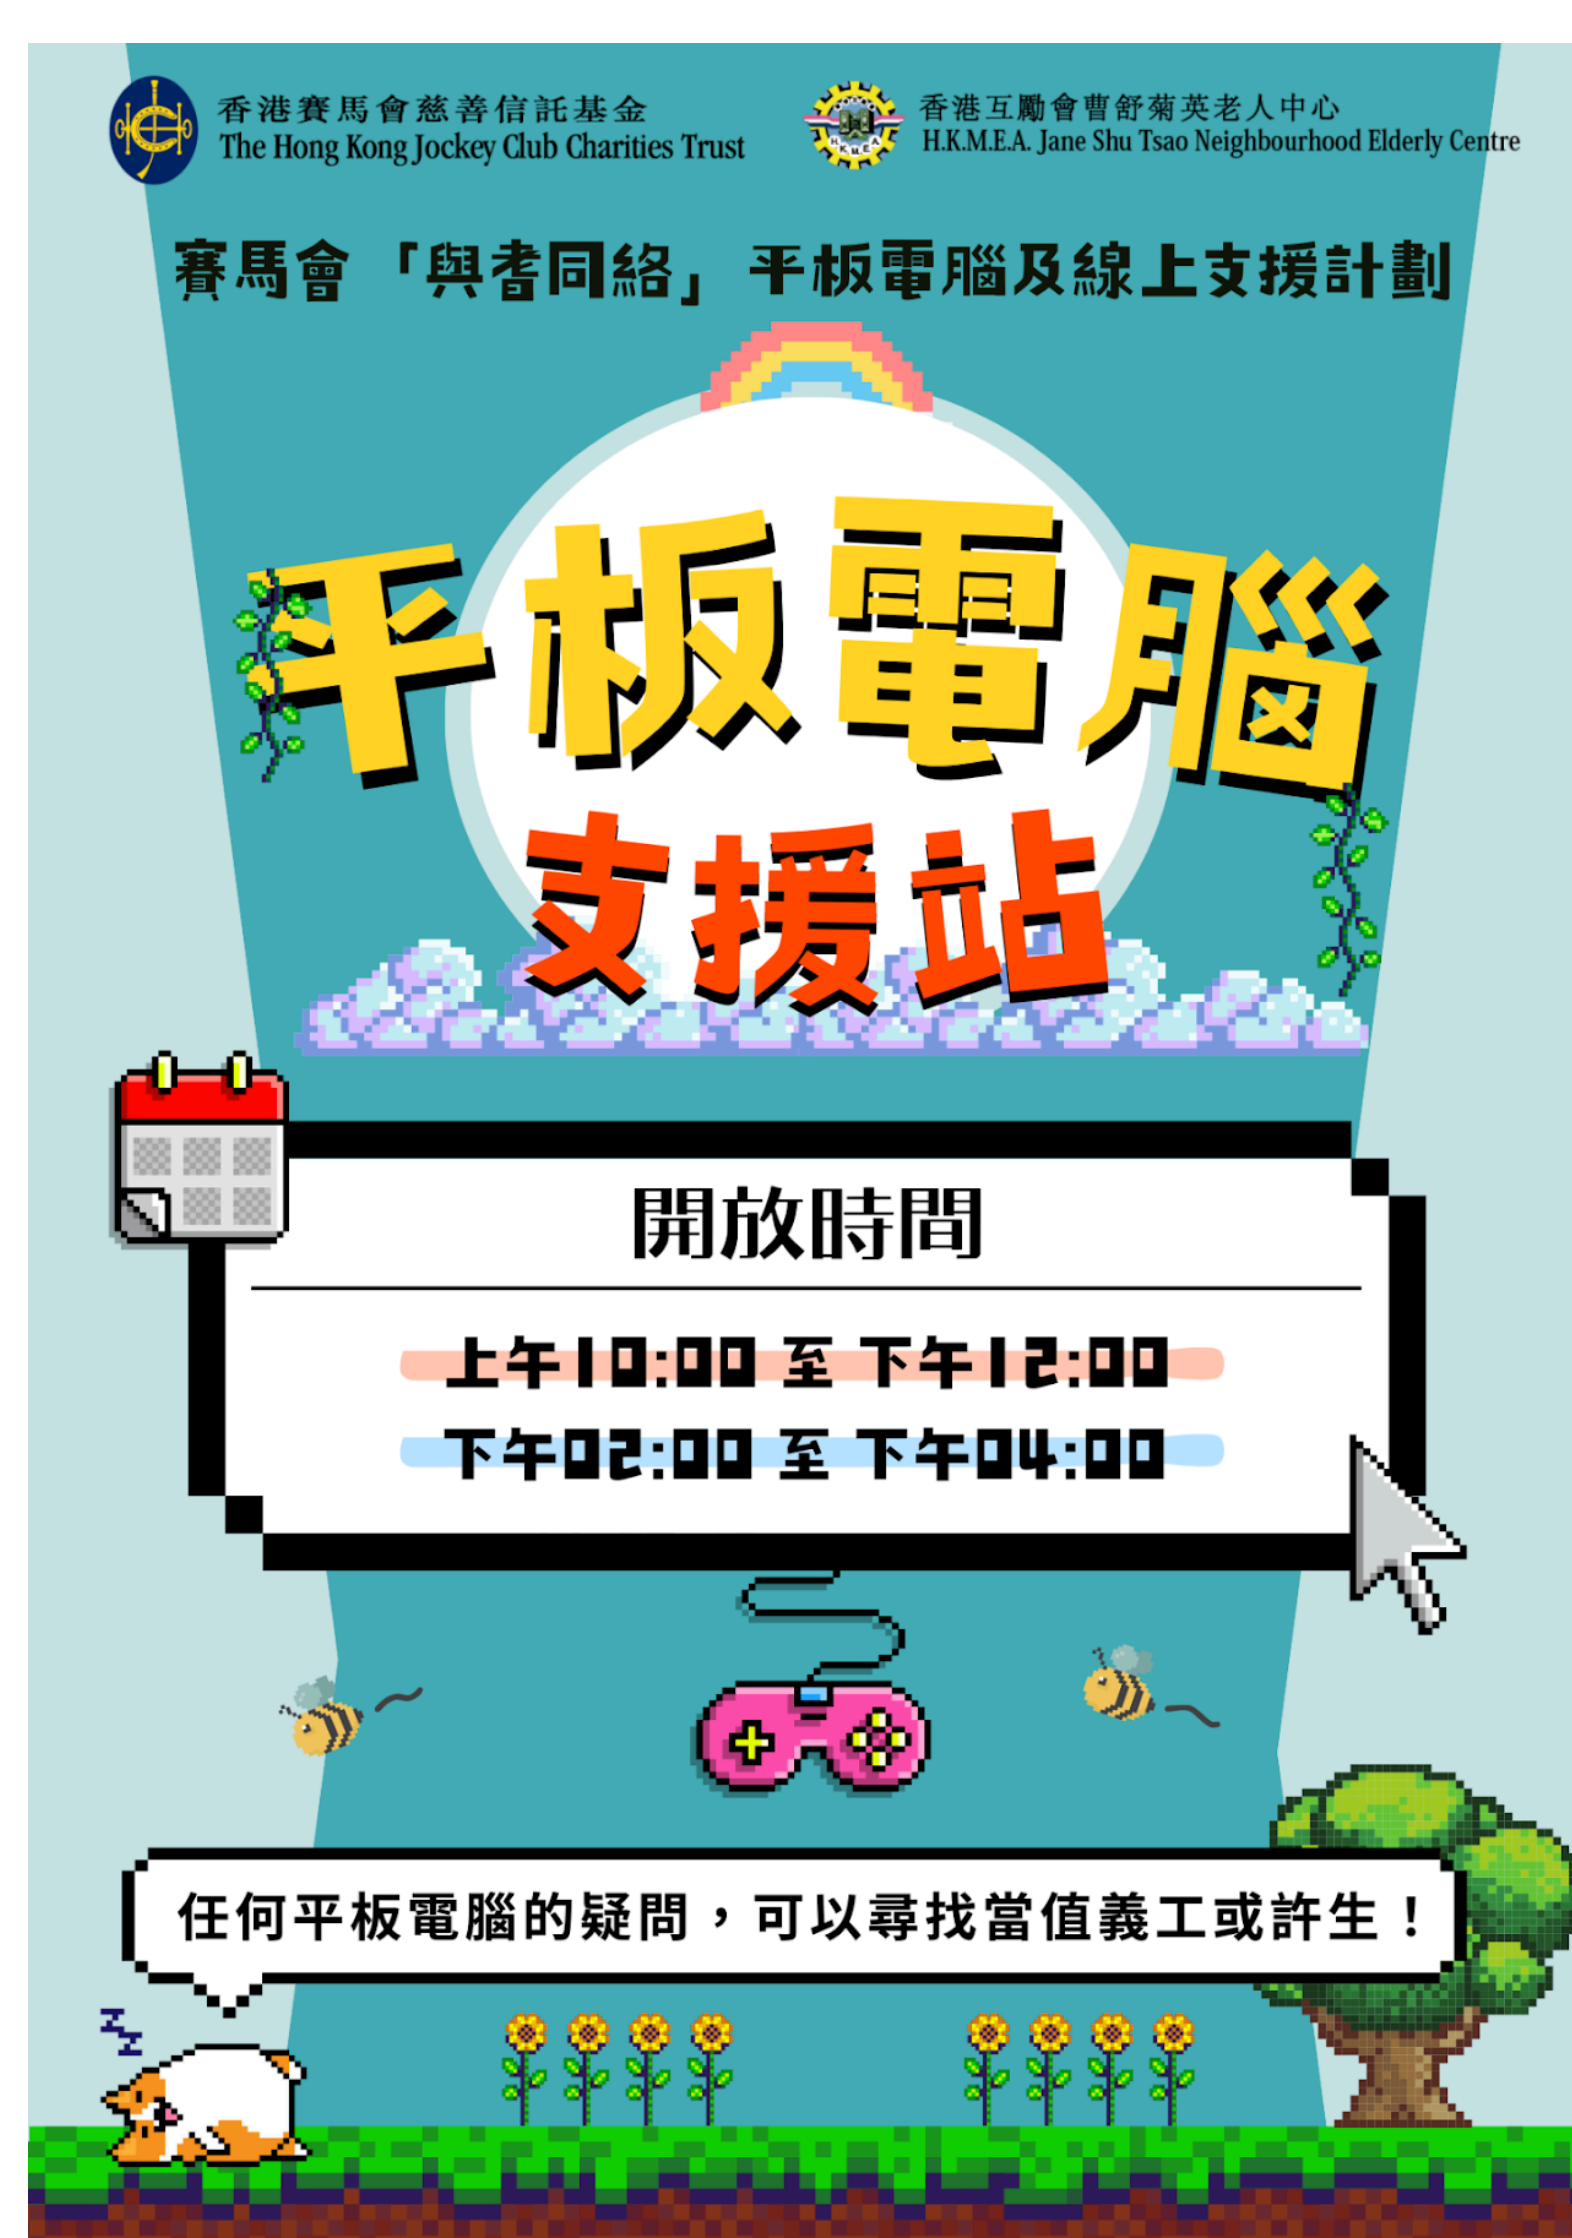 香港賽馬會慈善信託基金
The Hong Kong Jockey Club Charities Trust
香港互勵會曹舒菊英老人中心
H.K.M.E.A. Jane Shu Tsao Neighbourhood Elderly Centre
H.K.M.E.A
賽馬會「與耆同絡」平板電腦及線上支援計劃
平板電腦
支援站
開放時間
上午10:00 至 下午12:00
下午02:00 至 下午04:00
任何平板電腦的疑問，可以尋找當值義工或許生！
Zzz